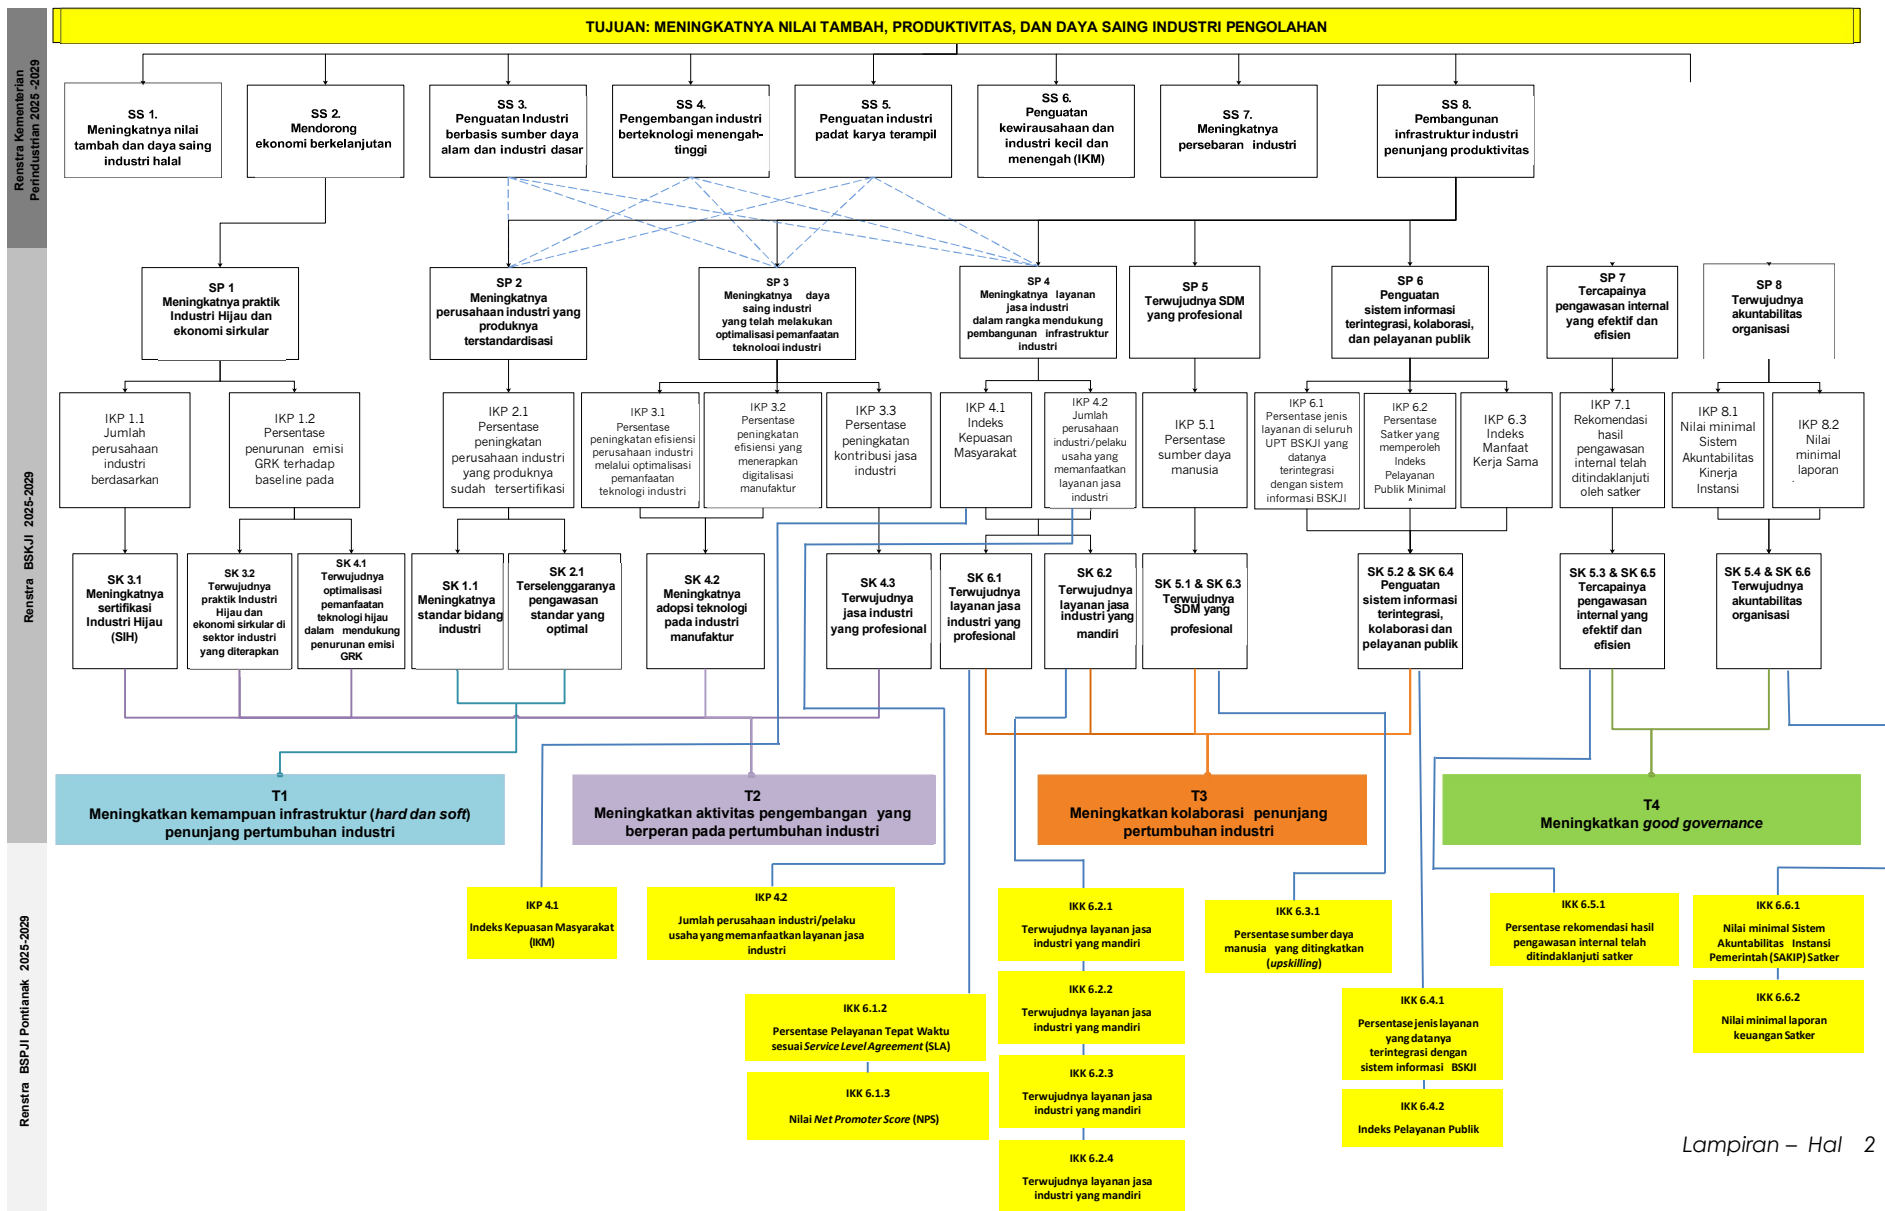 TUJUAN: MENINGKATNYA NILAI TAMBAH, PRODUKTIVITAS, DAN DAYA SAING INDUSTRI PENGOLAHAN
Renstra Kementerian
Perindustrian 2025 -2029
SS 1.
Meningkatnya nilai
tambah dan daya saing
industri halal
SS 2.
Mendorong
ekonomi berkelanjutan
SS 3.
Penguatan Industri
berbasis sumber daya
alam dan industri dasar
SS 4.
Pengembangan industri
berteknologi menengah-
tinggi
SS 5.
Penguatan industri
padat karya terampil
SS 6.
Penguatan
kewirausahaan dan
industri kecil dan
menengah (IKM)
SS 7.
Meningkatnya
persebaran industri
SS 8.
Pembangunan
infrastruktur industri
penunjang produktivitas
Renstra BSKJI 2025-2029
SP 1
Meningkatnya praktik
Industri Hijau dan
ekonomi sirkular
SP 2
Meningkatnya
perusahaan industri yang
produknya
terstandardisasi
SP 3
Meningkatnya daya
saing industri
yang telah melakukan
optimalisasi pemanfaatan
teknologi industri
SP 4
Meningkatnya layanan
jasa industri
dalam rangka mendukung
pembangunan infrastruktur
industri
SP 5
Terwujudnya SDM
yang profesional
SP 6
Penguatan
sistem informasi
terintegrasi, kolaborasi,
dan pelayanan publik
SP 7
Tercapainya
pengawasan internal
yang efektif dan
efisien
SP 8
Terwujudnya
akuntabilitas
organisasi
IKP 1.1
Jumlah
perusahaan
industri
berdasarkan
IKP 1.2
Persentase
penurunan emisi
GRK terhadap
baseline pada
IKP 2.1
Persentase
peningkatan
perusahaan industri
yang produknya
sudah tersertifikasi
IKP 3.1
Persentase
peningkatan efisiensi
perusahaan industri
melalui optimalisasi
pemanfaatan
teknologi industri
IKP 3.2
Persentase
peningkatan
efisiensi yang
menerapkan
digitalisasi
manufaktur
IKP 3.3
Persentase
peningkatan
kontribusi jasa
industri
IKP 4.1
Indeks
Kepuasan
Masyarakat
IKP 4.2
Jumlah
perusahaan
industri/pelaku
usaha yang
memanfaatkan
layanan jasa
industri
IKP 5.1
Persentase
sumber daya
manusia
IKP 6.1
Persentase jenis
layanan di seluruh
UPT BSKJI yang
datanya
terintegrasi
dengan sistem
informasi BSKJI
IKP 6.2
Persentase
Satker yang
memperoleh
Indeks
Pelayanan
Publik Minimal
IKP 6.3
Indeks
Manfaat
Kerja Sama
IKP 7.1
Rekomendasi
hasil
pengawasan
internal telah
ditindaklanjuti
oleh satker
IKP 8.1
Nilai minimal
Sistem
Akuntabilitas
Kinerja
Instansi
IKP 8.2
Nilai
minimal
laporan
SK 3.1
Meningkatnya
sertifikasi
Industri Hijau
(SIH)
SK 3.2
Terwujudnya
praktik Industri
Hijau dan
ekonomi sirkular di
sektor industri
yang diterapkan
SK 4.1
Terwujudnya
optimalisasi
pemanfaatan
teknologi hijau
dalam mendukung
penurunan emisi
GRK
SK 1.1
Meningkatnya
standar bidang
industri
SK 2.1
Terselenggaranya
pengawasan
standar yang
optimal
SK 4.2
Meningkatnya
adopsi teknologi
pada industri
manufaktur
SK 4.3
Terwujudnya
jasa industri
yang profesional
SK 6.1
Terwujudnya
layanan jasa
industri yang
profesional
SK 6.2
Terwujudnya
layanan jasa
industri yang
mandiri
SK 5.1 & SK 6.3
Terwujudnya
SDM yang
profesional
SK 5.2 & SK 6.4
Penguatan
sistem informasi
terintegrasi,
kolaborasi dan
pelayanan publik
SK 5.3 & SK 6.5
Tercapainya
pengawasan
internal yang
efektif dan
efisien
SK 5.4 & SK 6.6
Terwujudnya
akuntabilitas
organisasi
T1
Meningkatkan kemampuan infrastruktur (hard dan soft)
penunjang pertumbuhan industri
T2
Meningkatkan aktivitas pengembangan yang
berperan pada pertumbuhan industri
T3
Meningkatkan kolaborasi penunjang
pertumbuhan industri
T4
Meningkatkan good governance
Renstra BSPJI Pontianak 2025-2029
IKP 4.1
Indeks Kepuasan Masyarakat
(IKM)
IKP 4.2
Jumlah perusahaan industri/pelaku
usaha yang memanfaatkan layanan jasa
industri
IKK 6.1.2
Persentase Pelayanan Tepat Waktu
sesuai Service Level Agreement (SLA)
IKK 6.1.3
Nilai Net Promoter Score (NPS)
IKK 6.2.1
Terwujudnya layanan jasa
industri yang mandiri
IKK 6.2.2
Terwujudnya layanan jasa
industri yang mandiri
IKK 6.2.3
Terwujudnya layanan jasa
industri yang mandiri
IKK 6.2.4
Terwujudnya layanan jasa
industri yang mandiri
IKK 6.3.1
Persentase sumber daya
manusia yang ditingkatkan
(upskilling)
IKK 6.4.1
Persentase jenis layanan
yang datanya
terintegrasi dengan
sistem informasi BSKJI
IKK 6.4.2
Indeks Pelayanan Publik
IKK 6.5.1
Persentase rekomendasi hasil
pengawasan internal telah
ditindaklanjuti satker
IKK 6.6.1
Nilai minimal Sistem
Akuntabilitas Instansi
Pemerintah (SAKIP) Satker
IKK 6.6.2
Nilai minimal laporan
keuangan Satker
Lampiran – Hal 2